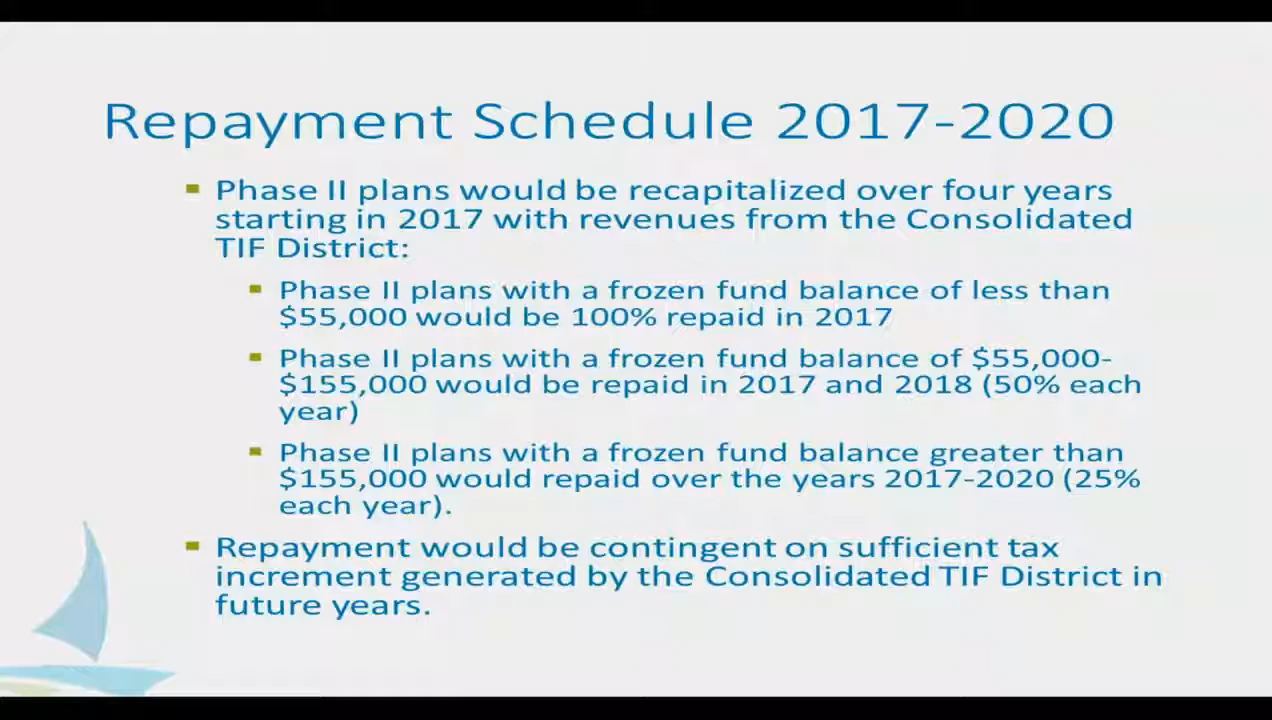 Repayment Schedule 2017-2020
Phase II plans would be recapitalized over four years
starting in 2017 with revenues from the Consolidated
TIF District:
Phase II plans with a frozen fund balance of less than
$55,000 would be 100% repaid in 2017
Phase II plans with a frozen fund balance of $55,000-
$155,000 would be repaid in 2017 and 2018 (50% each
year)
Phase II plans with a frozen fund balance greater than
$155,000 would repaid over the years 2017-2020 (25%
each year).
Repayment would be contingent on sufficient tax
increment generated by the Consolidated TIF District in
future years.